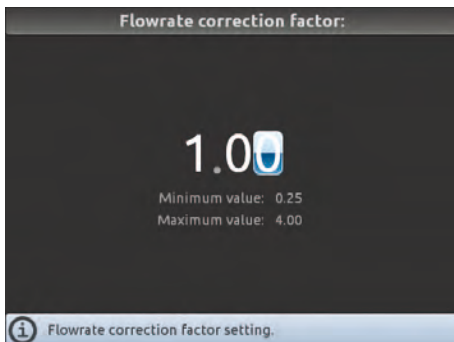 Flowrate correction factor:
1.00
Minimum value: 0.25
Maximum value: 4.00
Flowrate correction factor setting.